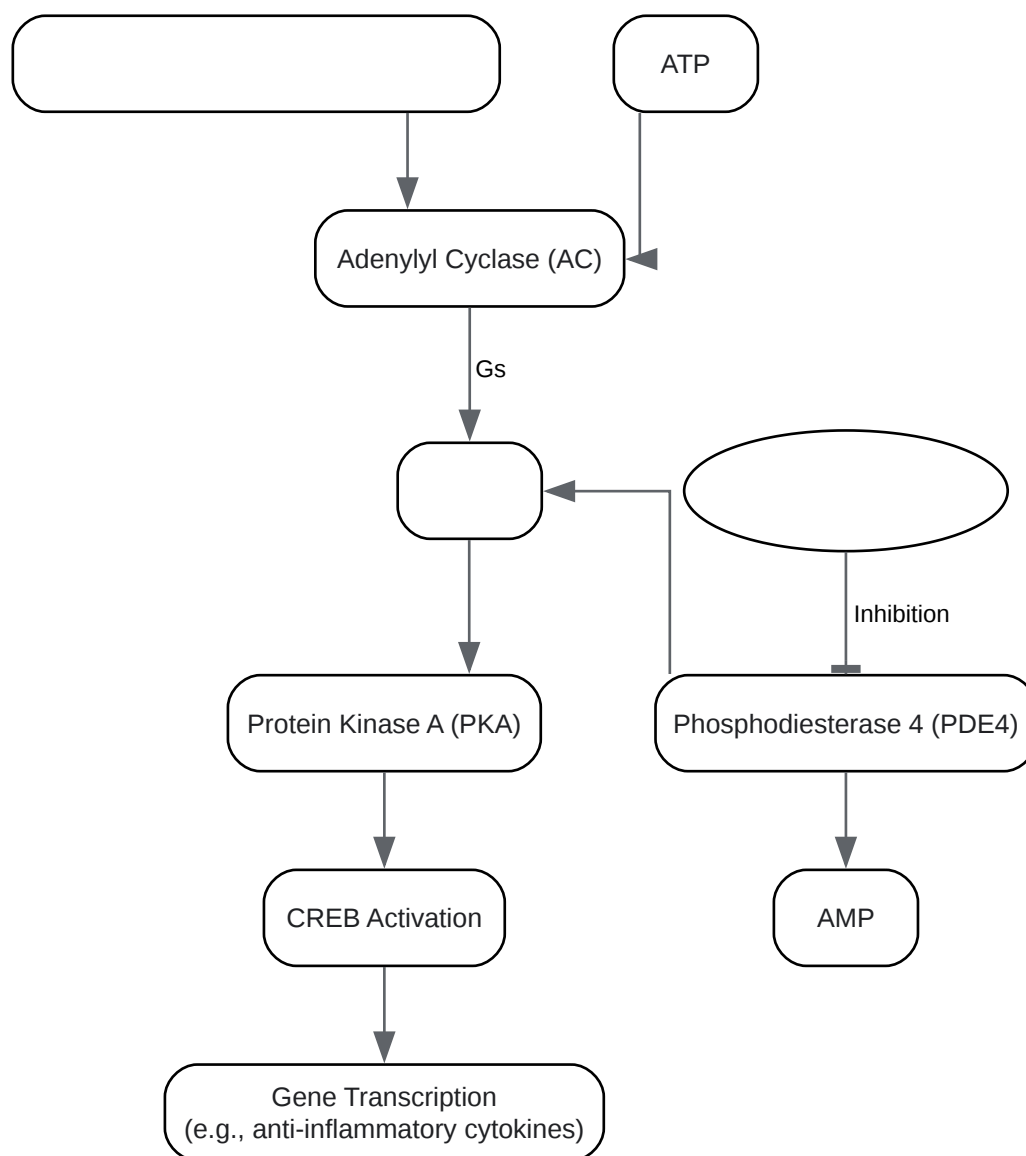 ATP
Adenylyl Cyclase (AC)
Gs
Inhibition
Protein Kinase A (PKA)
Phosphodiesterase 4 (PDE4)
CREB Activation
AMP
Gene Transcription
(e.g., anti-inflammatory cytokines)